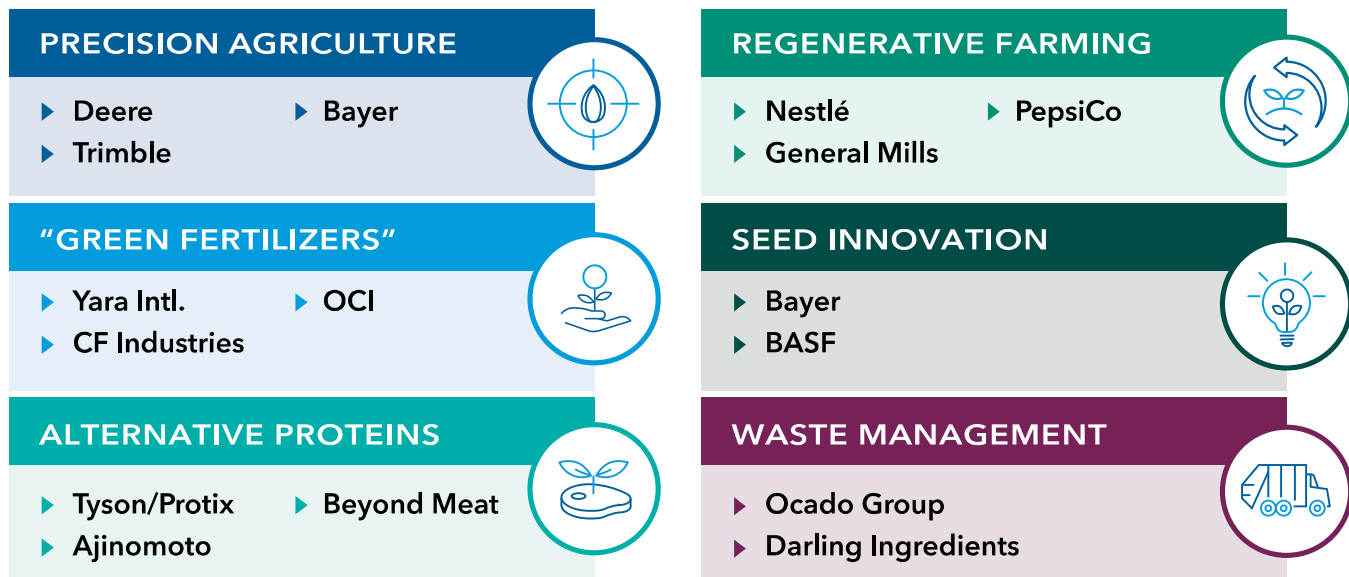 PRECISION AGRICULTURE
Deere
Bayer
Trimble
REGENERATIVE FARMING
Nestlé
PepsiCo
General Mills
“GREEN FERTILIZERS”
Yara Intl.
OCI
CF Industries
SEED INNOVATION
Bayer
BASF
ALTERNATIVE PROTEINS
Tyson/Protix
Beyond Meat
Ajinomoto
WASTE MANAGEMENT
Ocado Group
Darling Ingredients